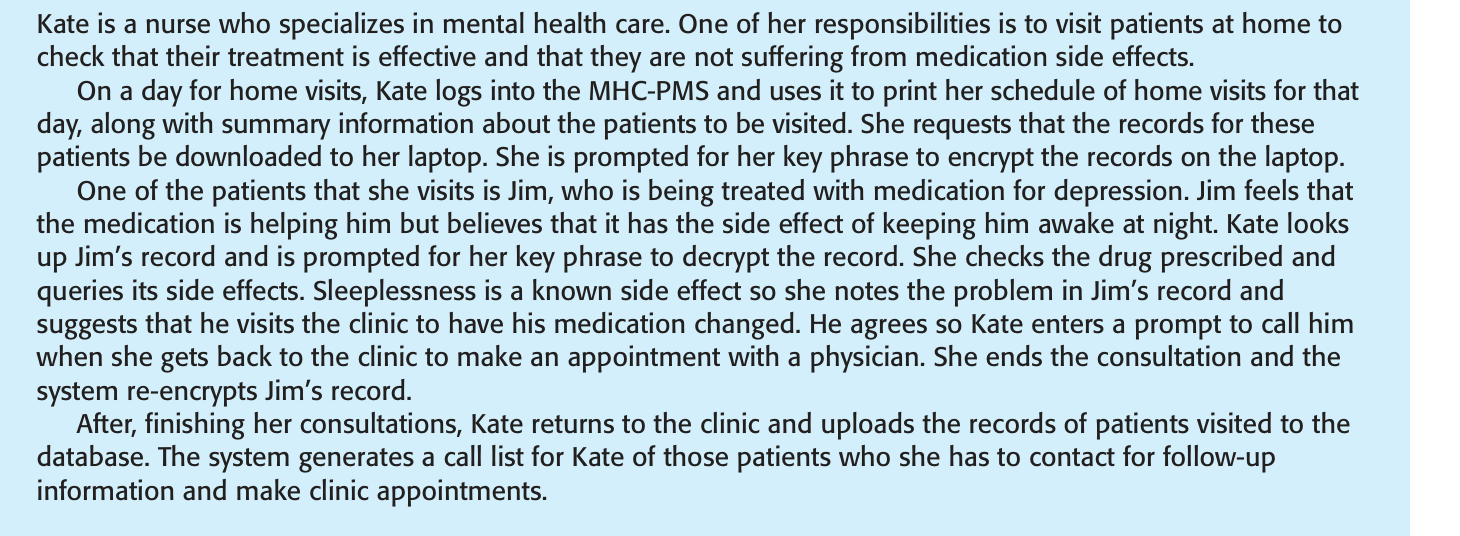 Kate is a nurse who specializes in mental health care. One of her responsibilities is to visit patients at home to
check that their treatment is effective and that they are not suffering from medication side effects.
On a day for home visits, Kate logs into the MHC-PMS and uses it to print her schedule of home visits for that
day, along with summary information about the patients to be visited. She requests that the records for these
patients be downloaded to her laptop. She is prompted for her key phrase to encrypt the records on the laptop.
One of the patients that she visits is Jim, who is being treated with medication for depression. Jim feels that
the medication is helping him but believes that it has the side effect of keeping him awake at night. Kate looks
up Jim’s record and is prompted for her key phrase to decrypt the record. She checks the drug prescribed and
queries its side effects. Sleeplessness is a known side effect so she notes the problem in Jim’s record and
suggests that he visits the clinic to have his medication changed. He agrees so Kate enters a prompt to call him
when she gets back to the clinic to make an appointment with a physician. She ends the consultation and the
system re-encrypts Jim’s record.
After, finishing her consultations, Kate returns to the clinic and uploads the records of patients visited to the
database. The system generates a call list for Kate of those patients who she has to contact for follow-up
information and make clinic appointments.